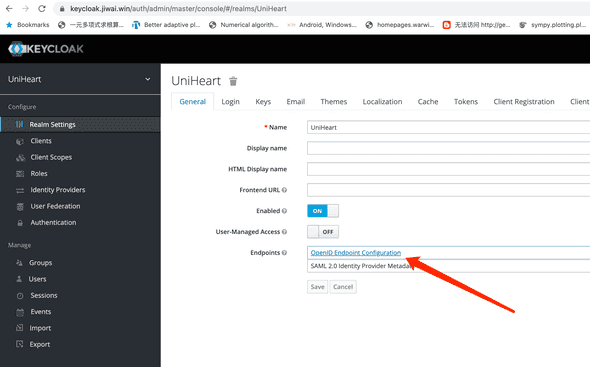 keycloak.jiwai.win/auth/admin/master/console/#/realms/UniHeart
Bookmarks 一元多项式求根算... Better adaptive pl... Numerical algorithm... Android, Windows... homepages.warwi... 无法访问 http://ge... sympy.plotting.pl...
KEYCLOAK
UniHeart
Configure
Realm Settings
Clients
Client Scopes
Roles
Identity Providers
User Federation
Authentication
Manage
Groups
Users
Sessions
Events
Import
Export
UniHeart
General Login Keys Email Themes Localization Cache Tokens Client Registration Client
* Name UniHeart
Display name
HTML Display name
Frontend URL
Enabled ON
User-Managed Access OFF
Endpoints OpenID Endpoint Configuration
SAML 2.0 Identity Provider Metadata
Save Cancel